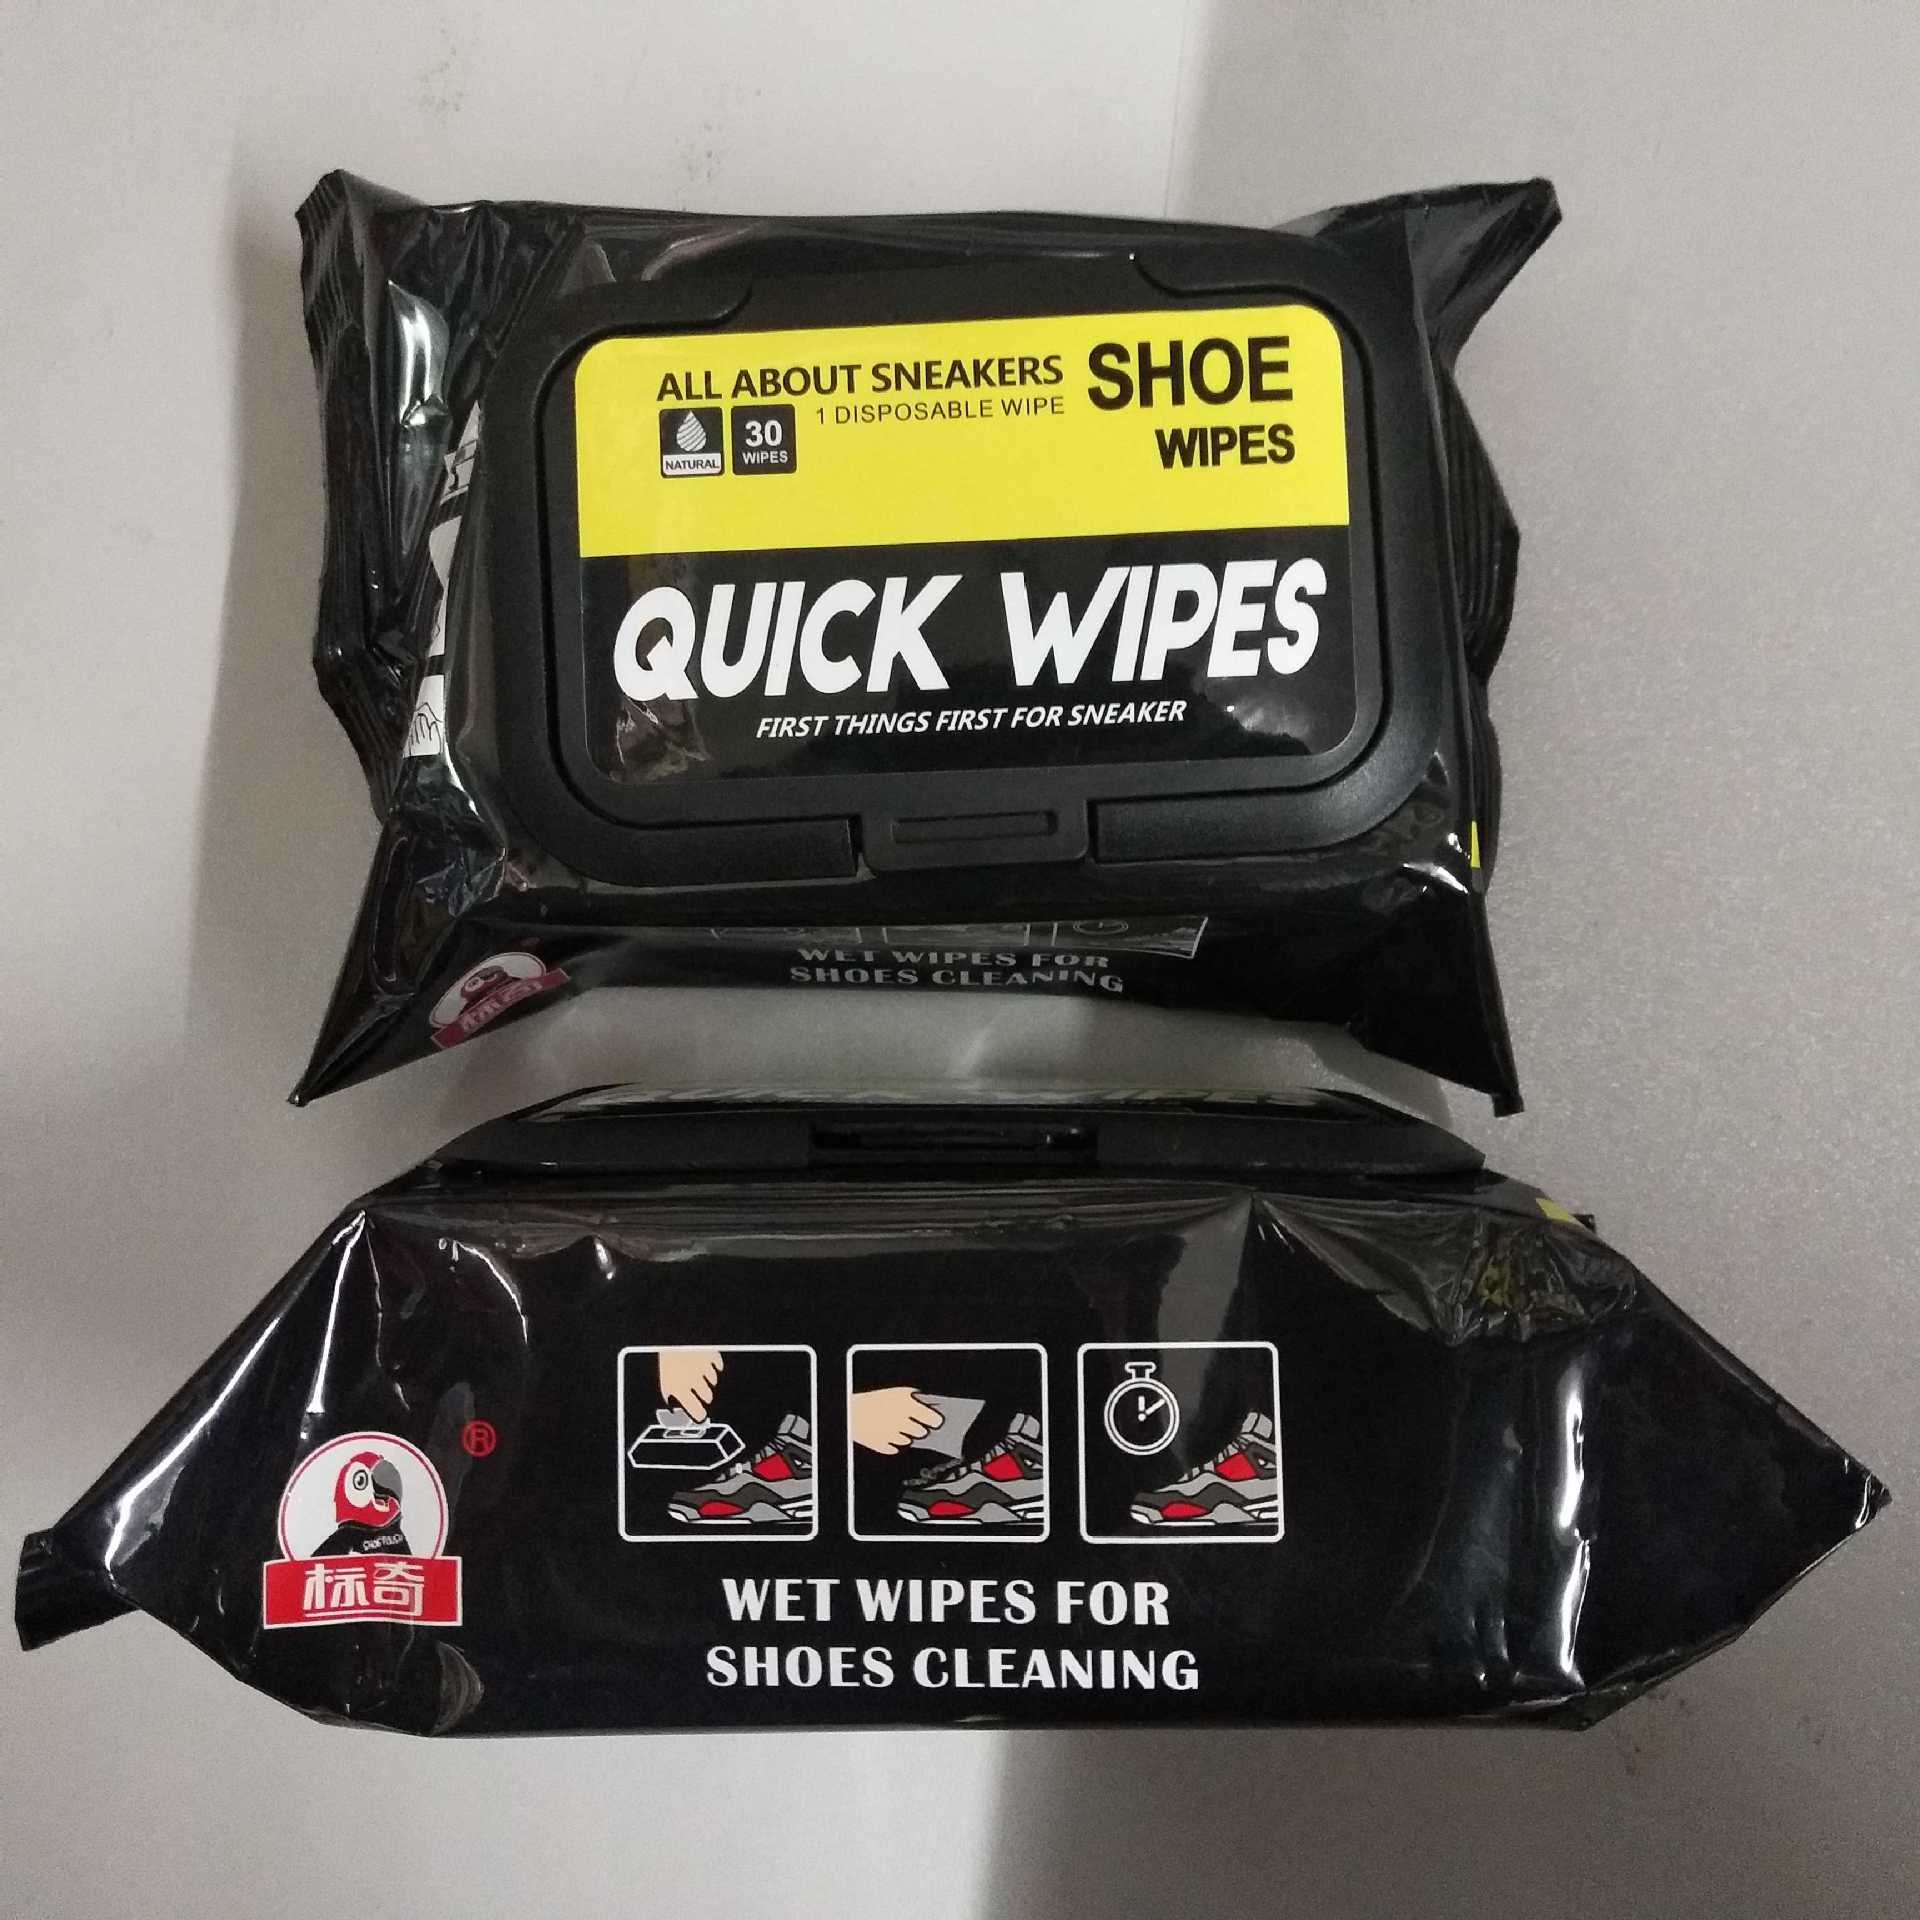 ALL ABOUT SNEAKERS
1 DISPOSABLE WIPE
NATURAL
30
WIPES
SHOE
WIPES
QUICK WIPES
FIRST THINGS FIRST FOR SNEAKER
WET WIPES FOR
SHOES CLEANING
®
SHOETOUCH
标奇
WET WIPES FOR
SHOES CLEANING